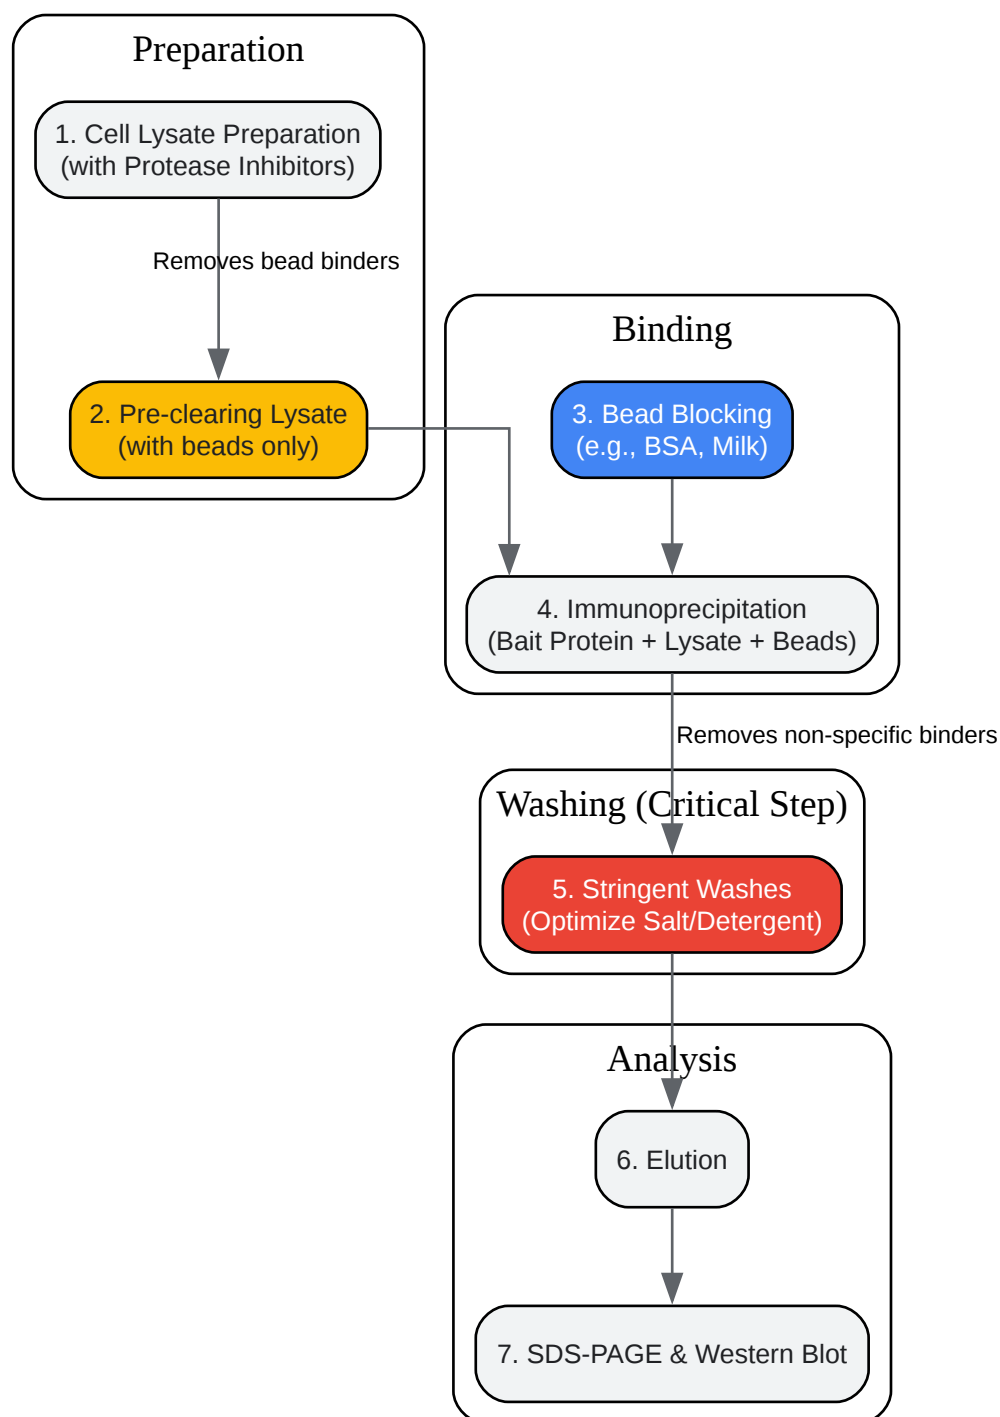 Preparation
1. Cell Lysate Preparation
(with Protease Inhibitors)
Removes bead binders
2. Pre-clearing Lysate
(with beads only)
Binding
3. Bead Blocking
(e.g., BSA, Milk)
4. Immunoprecipitation
(Bait Protein + Lysate + Beads)
Removes non-specific binders
Washing (Critical Step)
5. Stringent Washes
(Optimize Salt/Detergent)
Analysis
6. Elution
7. SDS-PAGE & Western Blot